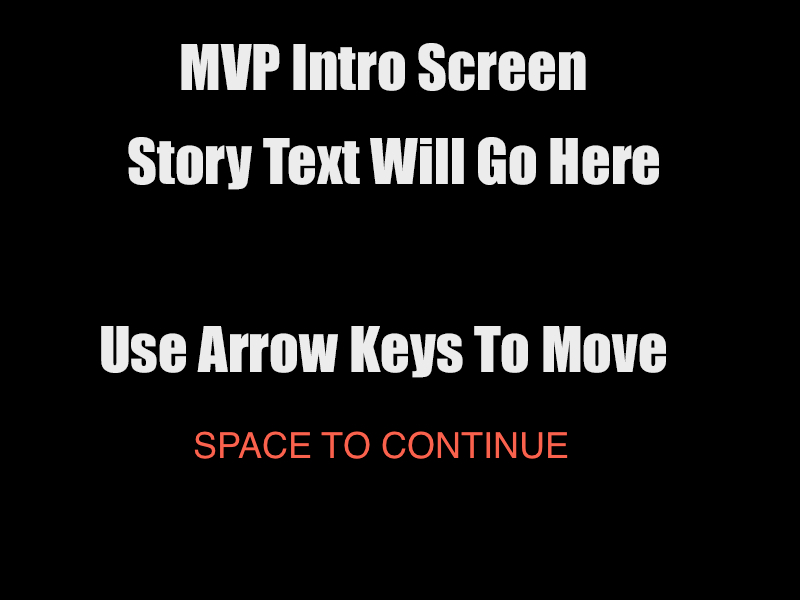 MVP Intro Screen
Story Text Will Go Here
Use Arrow Keys To Move
SPACE TO CONTINUE